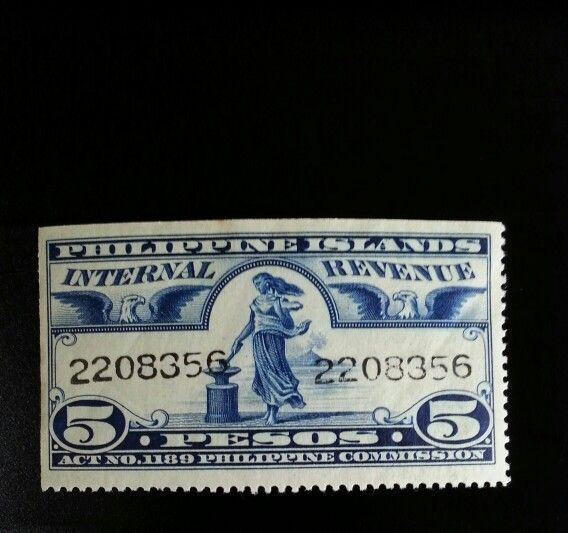 PHILIPPINE ISLANDS
INTERNAL REVENUE
2208356 2208356
5 · PESOS · 5
ACT NO. 1189 PHILIPPINE COMMISSION